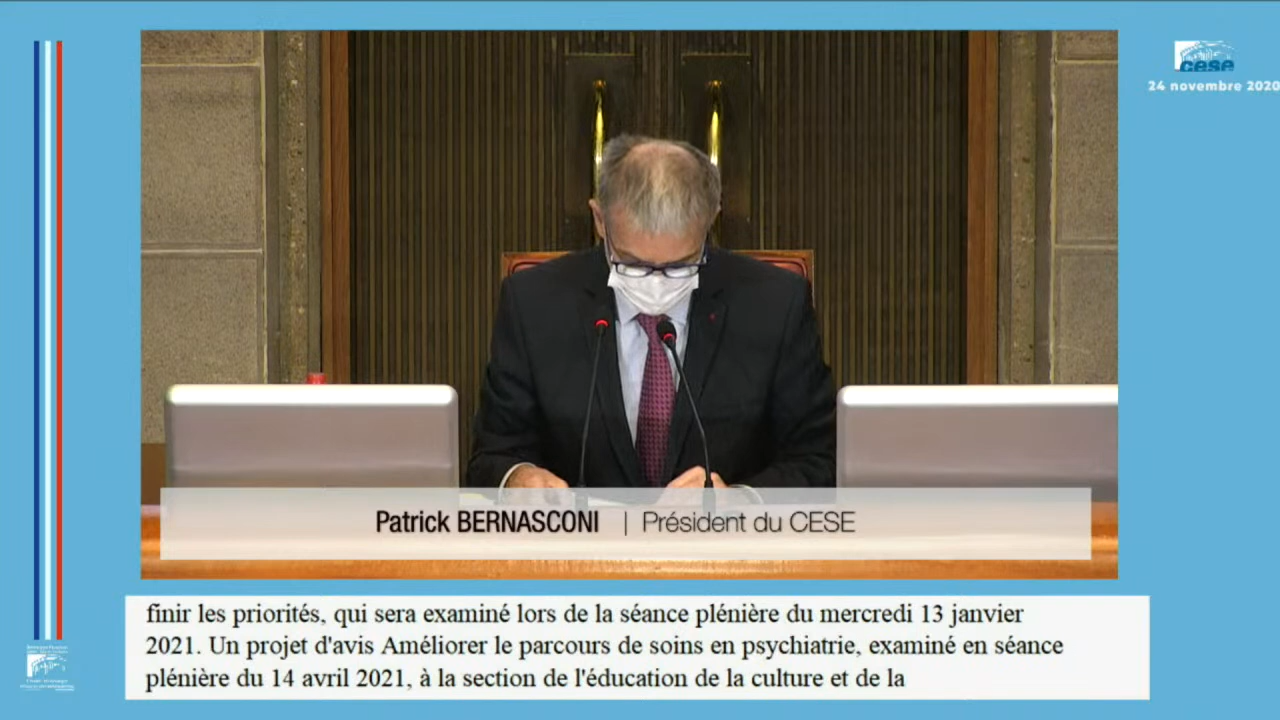 cese
24 novembre 2020
Patrick BERNASCONI | Président du CESE
finir les priorités, qui sera examiné lors de la séance plénière du mercredi 13 janvier
2021. Un projet d'avis Améliorer le parcours de soins en psychiatrie, examiné en séance
plénière du 14 avril 2021, à la section de l'éducation de la culture et de la